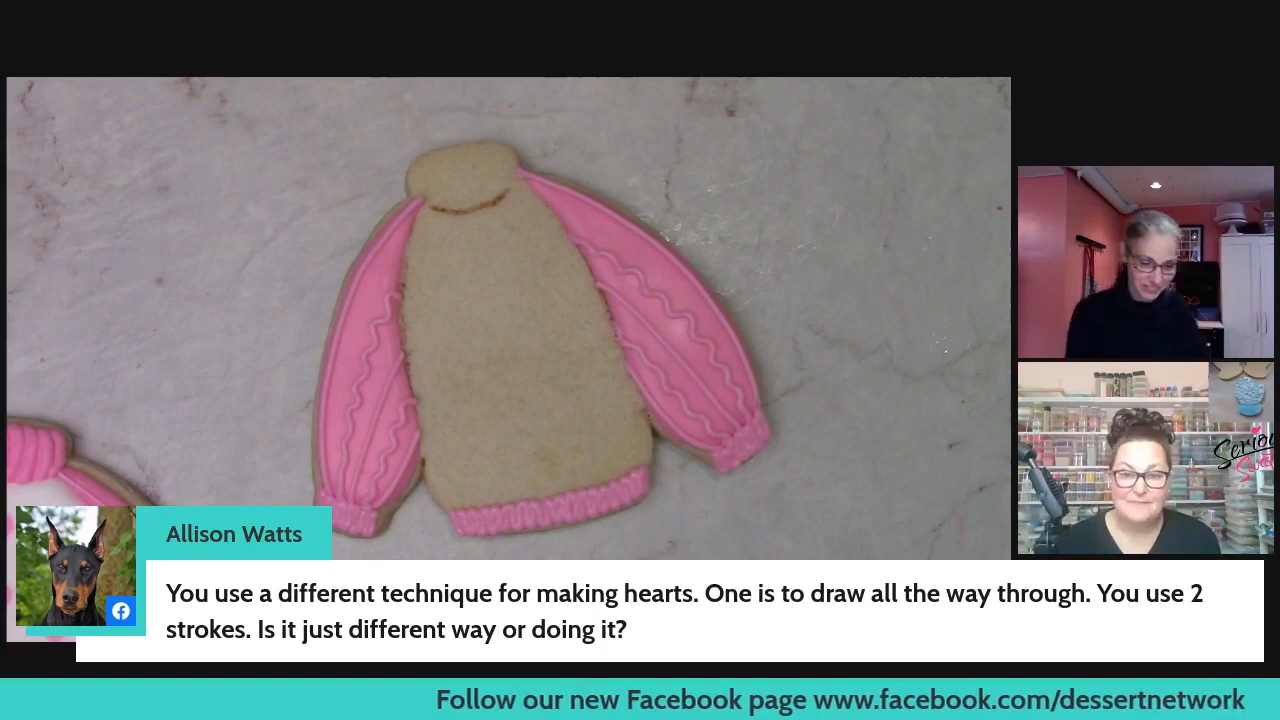 Serious
Sweet
Allison Watts
You use a different technique for making hearts. One is to draw all the way through. You use 2
strokes. Is it just different way or doing it?
Follow our new Facebook page www.facebook.com/dessertnetwork